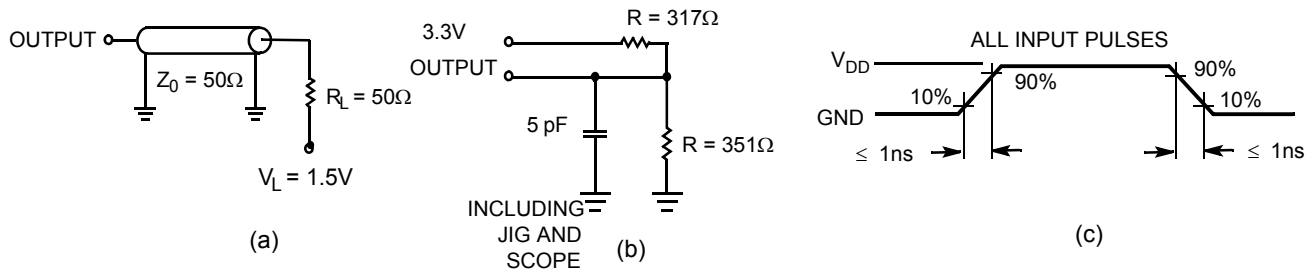 OUTPUT
Z0 = 50Ω
RL = 50Ω
VL = 1.5V
(a)
R = 317Ω
3.3V
OUTPUT
5 pF
R = 351Ω
INCLUDING
JIG AND
SCOPE
(b)
ALL INPUT PULSES
VDD
90%
90%
10%
10%
GND
≤ 1ns
≤ 1ns
(c)